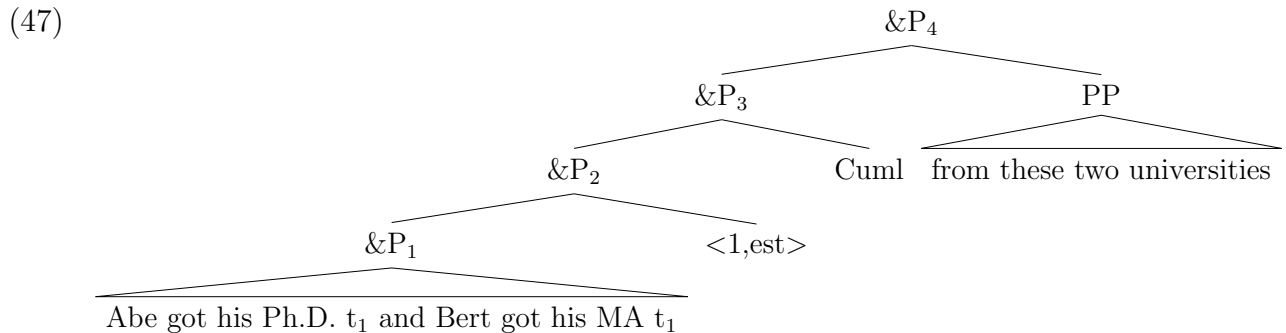 (47) &P₄
&P₃ PP
&P₂ Cuml from these two universities
&P₁ <1,est>
Abe got his Ph.D. t₁ and Bert got his MA t₁